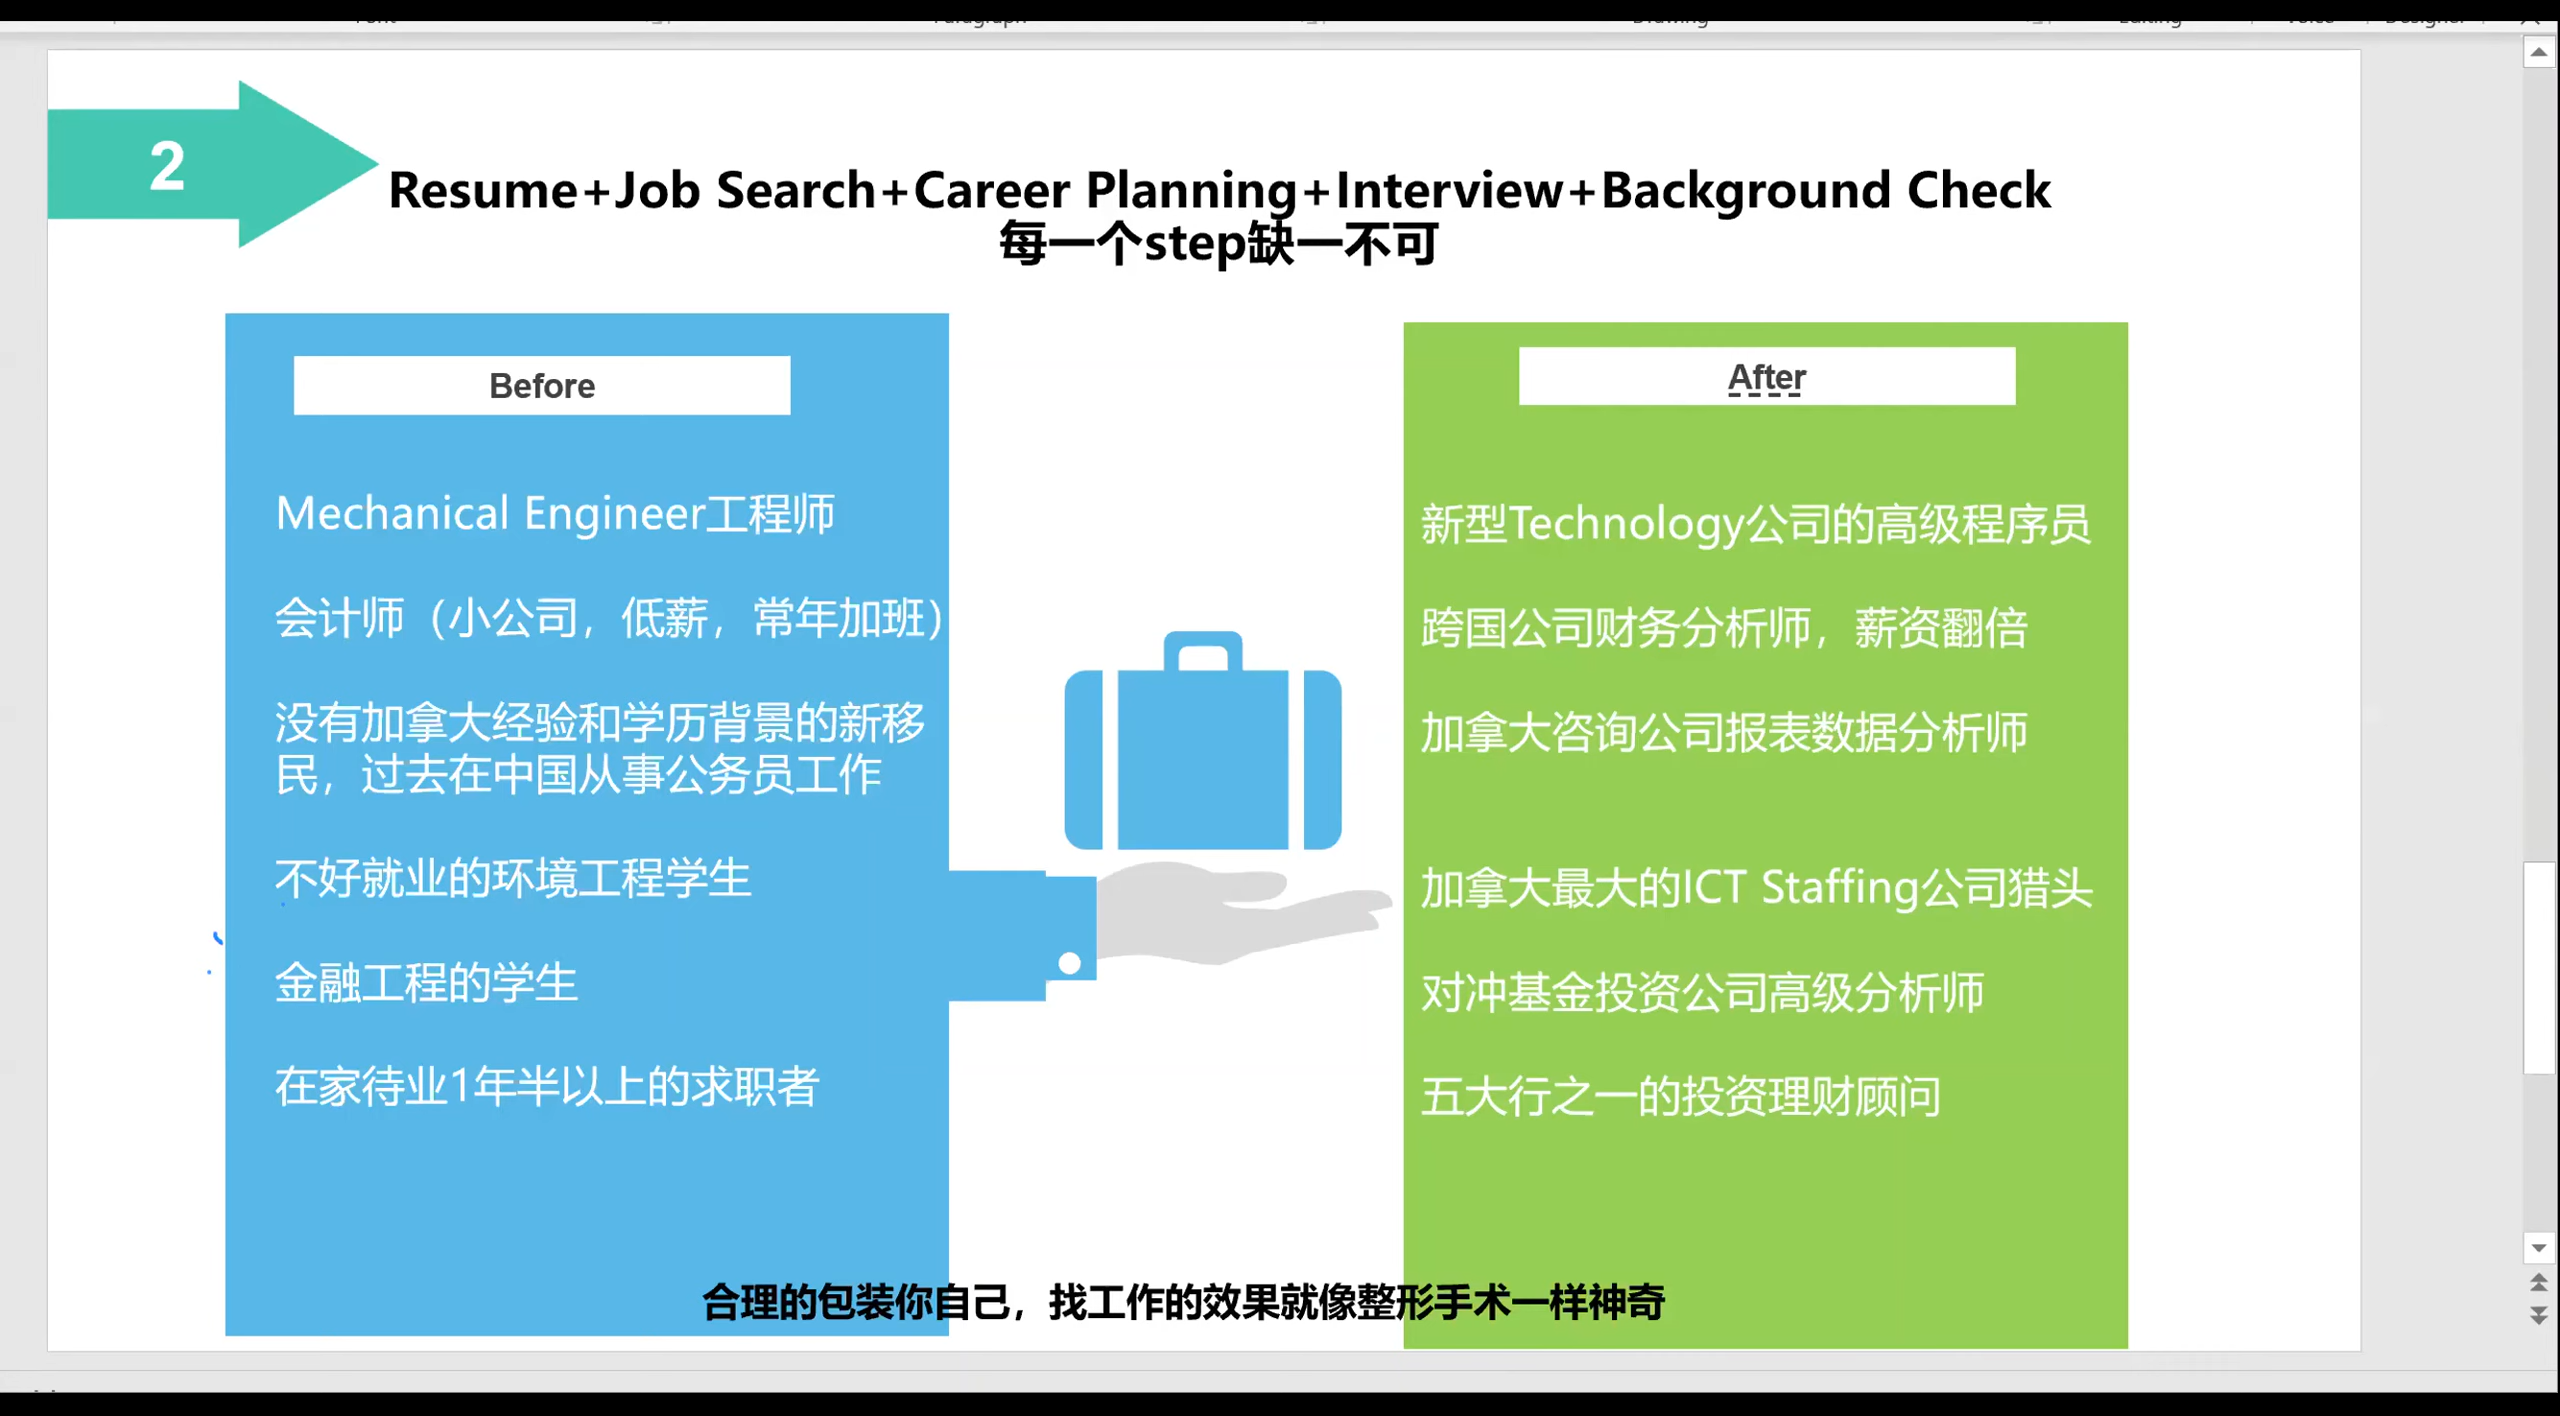 2
Resume+Job Search+Career Planning+Interview+Background Check
每一个step缺一不可
Before
Mechanical Engineer工程师
会计师（小公司，低薪，常年加班）
没有加拿大经验和学历背景的新移
民，过去在中国从事公务员工作
不好就业的环境工程学生
金融工程的学生
在家待业1年半以上的求职者
After
新型Technology公司的高级程序员
跨国公司财务分析师，薪资翻倍
加拿大咨询公司报表数据分析师
加拿大最大的ICT Staffing公司猎头
对冲基金投资公司高级分析师
五大行之一的投资理财顾问
合理的包装你自己，找工作的效果就像整形手术一样神奇